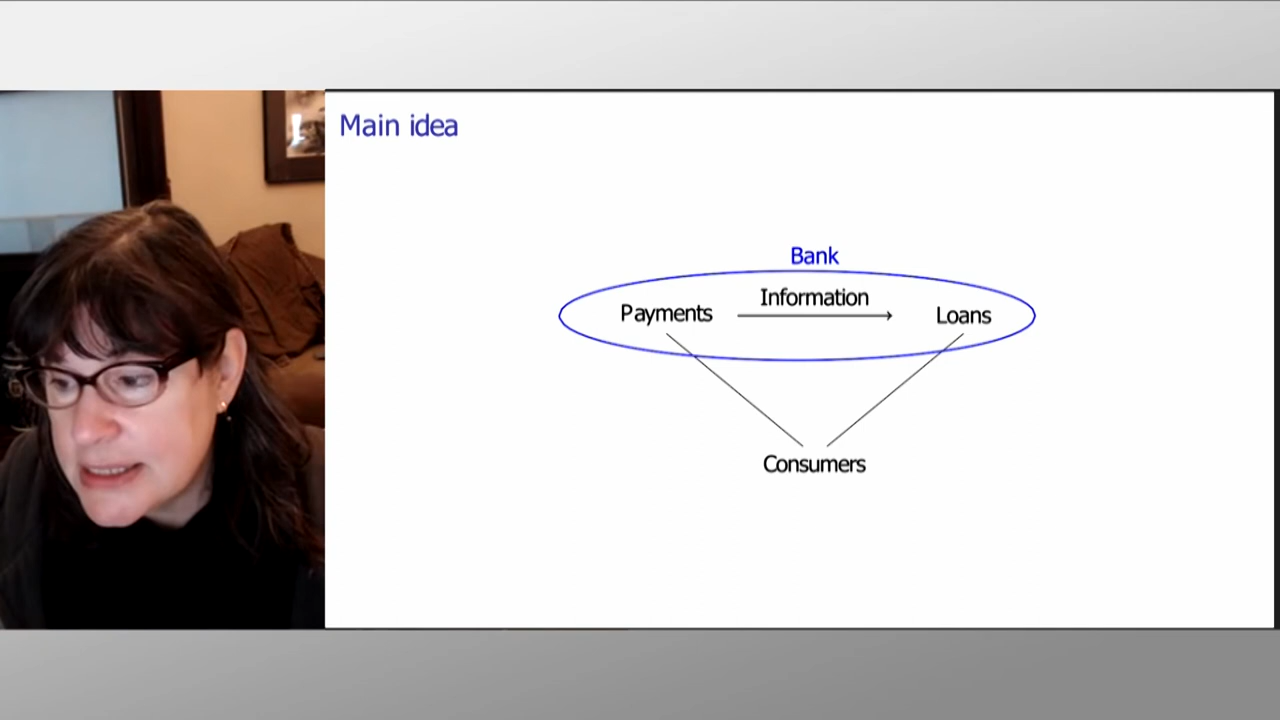 Main idea
Bank
Information
Payments
Loans
Consumers